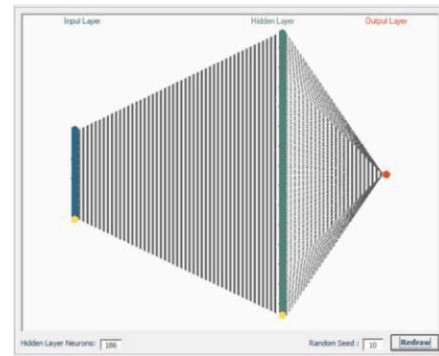 Input Layer Hidden Layer Output Layer
Hidden Layer Neurons: 186 Random Seed : 10 Redraw